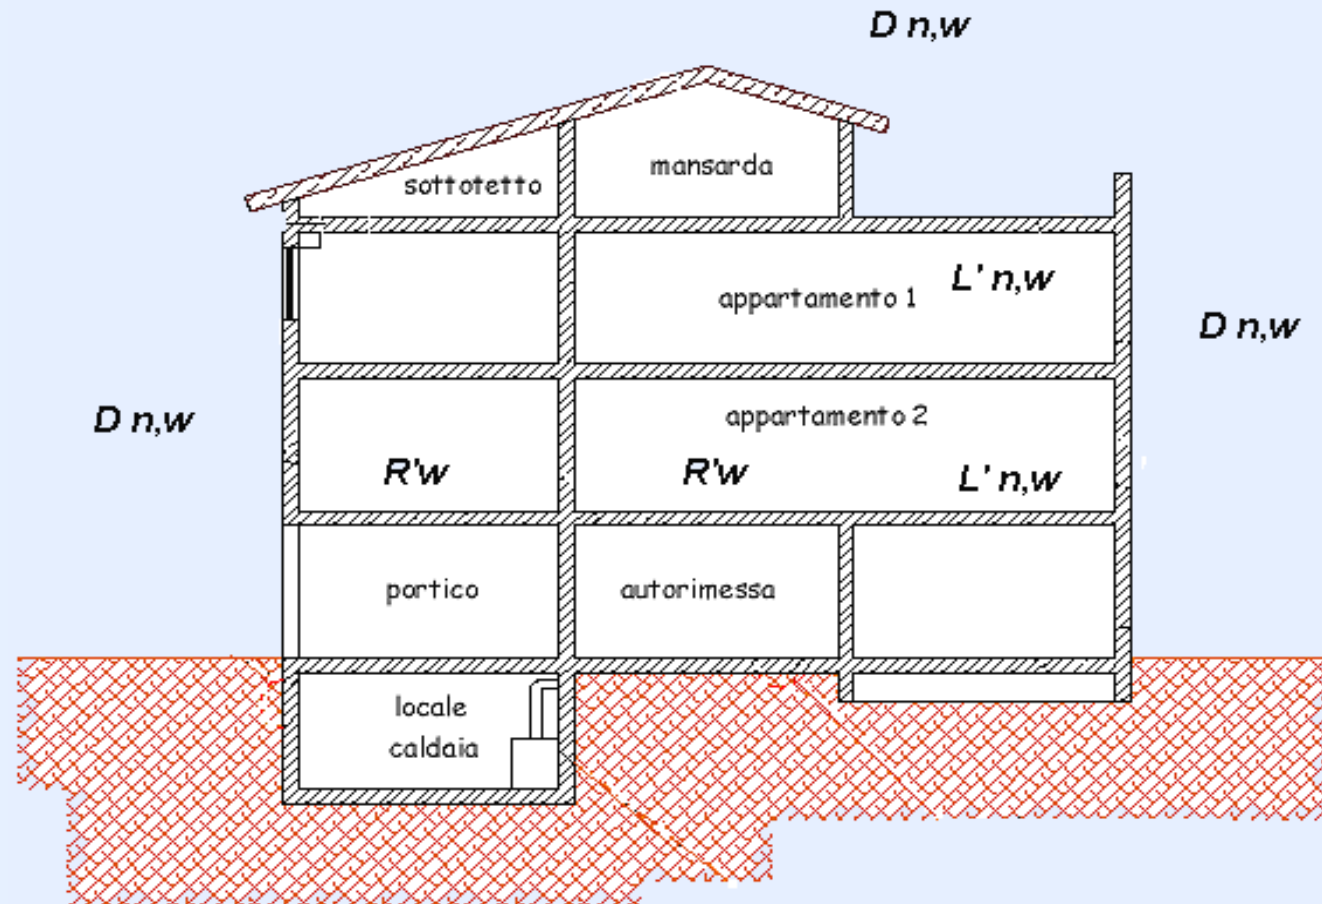 D n,w
mansarda
sottotetto
L' n,w
appartamento 1
D n,w
D n,w
appartamento 2
R'w
R'w
L' n,w
portico
autorimessa
locale
caldaia